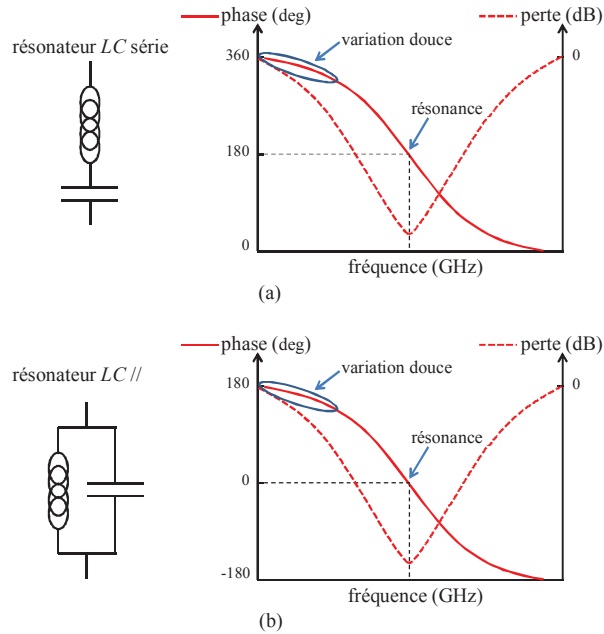 phase (deg)
perte (dB)
résonateur LC série
variation douce
360
0
résonance
180
0
fréquence (GHz)
(a)
phase (deg)
perte (dB)
résonateur LC //
variation douce
180
0
résonance
0
-180
fréquence (GHz)
(b)